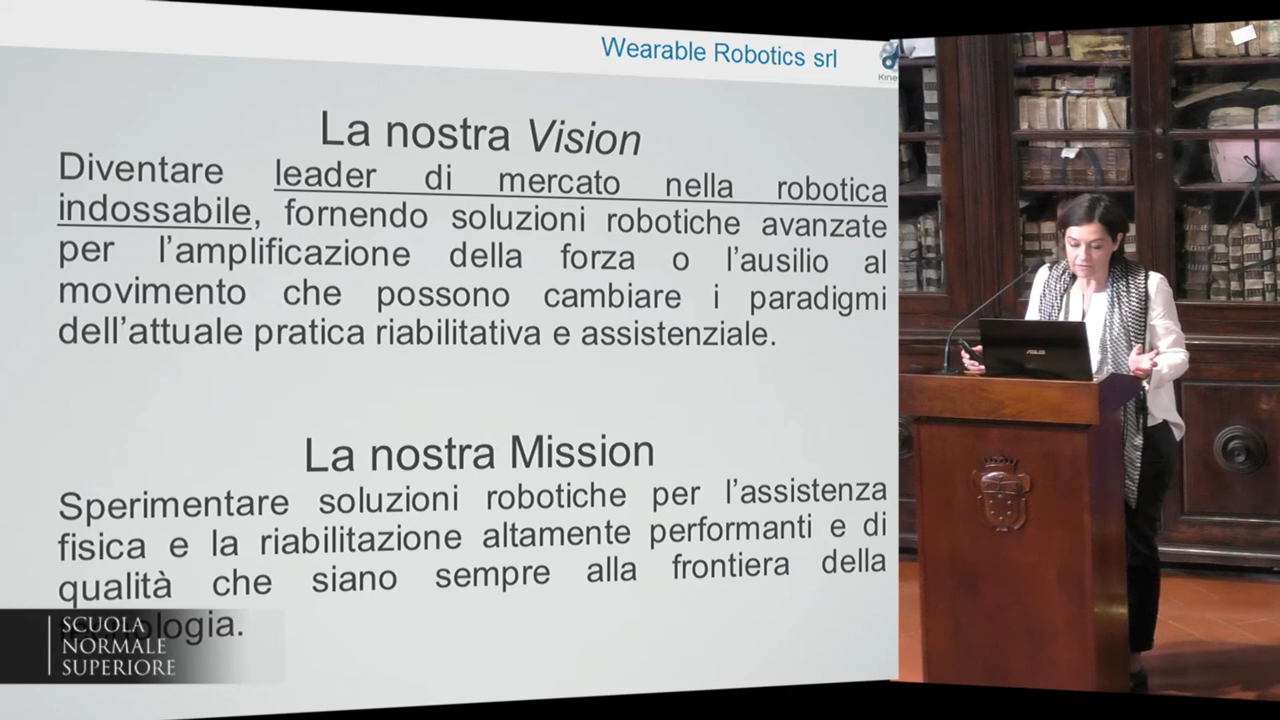 Wearable Robotics srl
La nostra Vision
Diventare leader di mercato nella robotica
indossabile, fornendo soluzioni robotiche avanzate
per l’amplificazione della forza o l’ausilio al
movimento che possono cambiare i paradigmi
dell’attuale pratica riabilitativa e assistenziale.
La nostra Mission
Sperimentare soluzioni robotiche per l’assistenza
fisica e la riabilitazione altamente performanti e di
qualità che siano sempre alla frontiera della
SCUOLA
NORMALE
SUPERIORE
ASUS